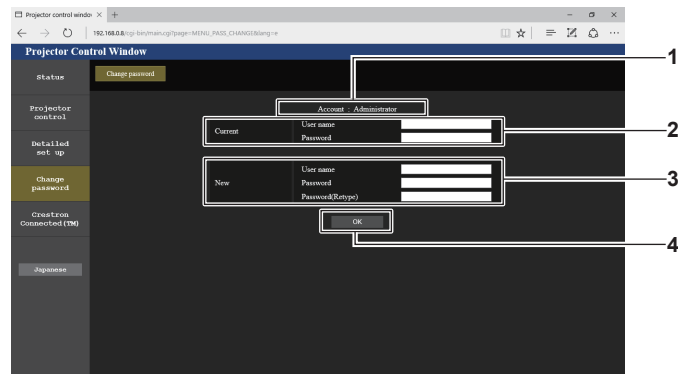 Projector control window
192.168.0.8/cgi-bin/main.cgi?page=MENU_PASS_CHANGE&lang=e
Projector Control Window
Status
Change password
Projector
control
Detailed
set up
Change
password
Crestron
Connected(TM)
Japanese
Account : Administrator
Current
User name
Password
New
User name
Password
Password(Retype)
OK
1
2
3
4